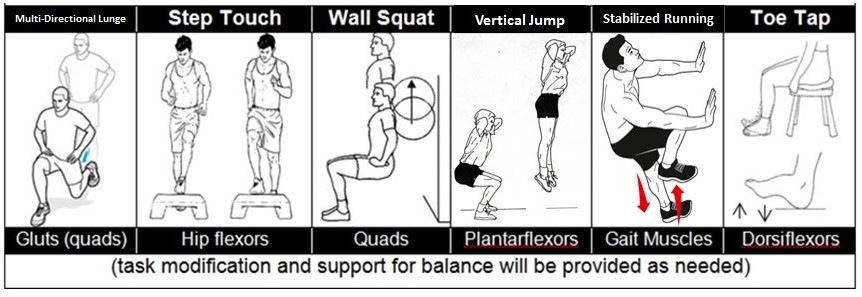 Multi-Directional Lunge
Step Touch
Wall Squat
Vertical Jump
Stabilized Running
Toe Tap
Gluts (quads)
Hip flexors
Quads
Plantarflexors
Gait Muscles
Dorsiflexors
(task modification and support for balance will be provided as needed)